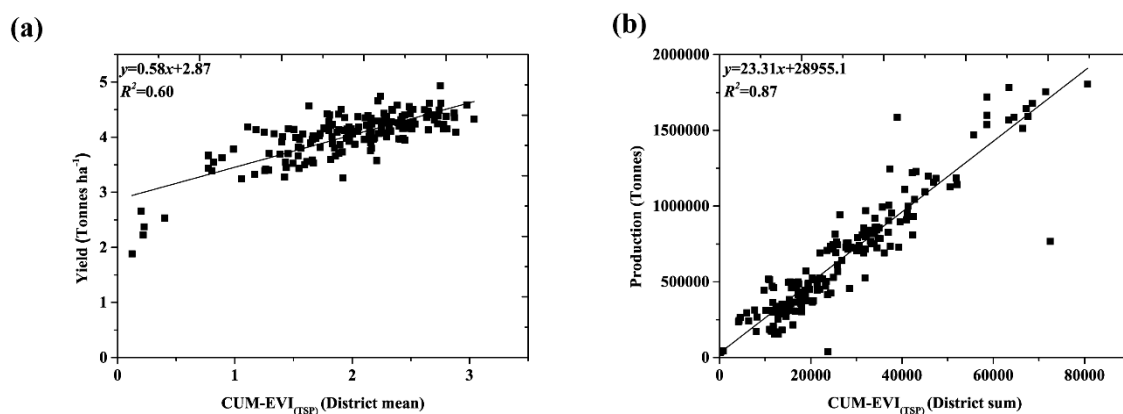 (a)
y=0.58x+2.87
R²=0.60
5
4
3
2
1
0
0 1 2 3
Yield (Tonnes ha⁻¹)
CUM-EVI(TSP) (District mean)
(b)
y=23.31x+28955.1
R²=0.87
2000000
1500000
1000000
500000
0
0 20000 40000 60000 80000
Production (Tonnes)
CUM-EVI(TSP) (District sum)